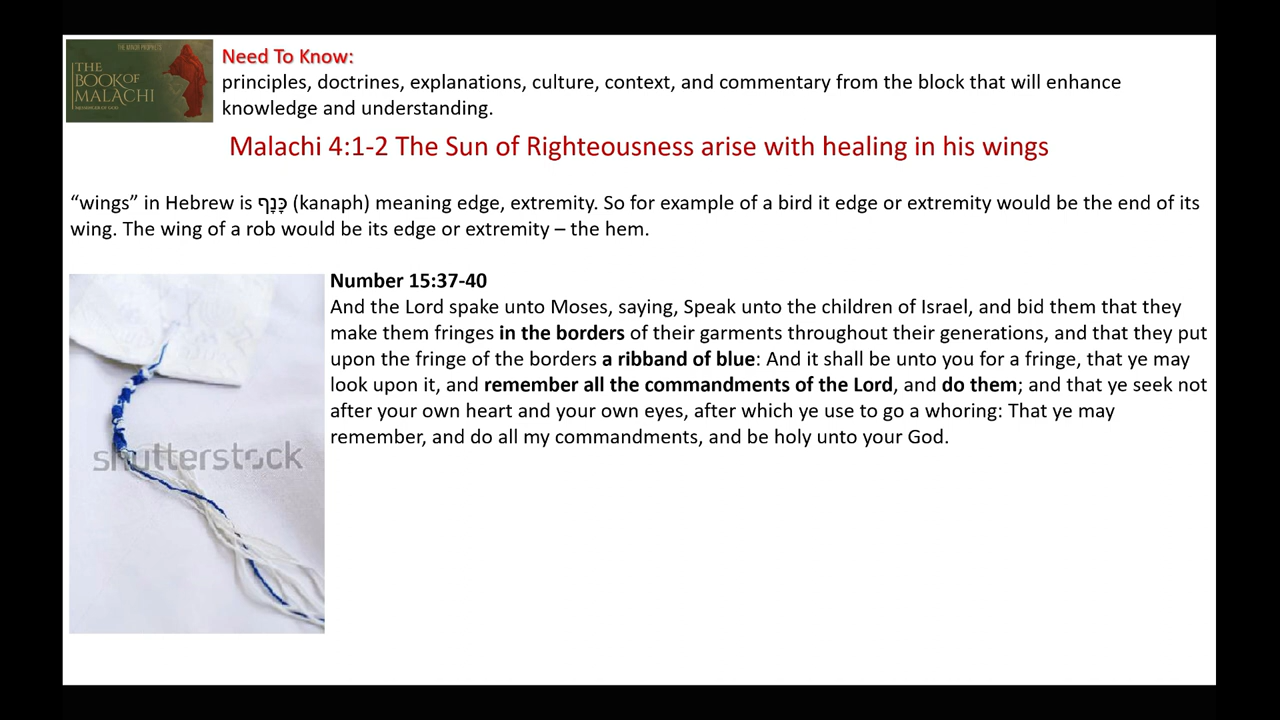 THE MINOR PROPHETS
THE
BOOK OF
MALACHI
MESSENGER OF GOD
Need To Know:
principles, doctrines, explanations, culture, context, and commentary from the block that will enhance
knowledge and understanding.
Malachi 4:1-2 The Sun of Righteousness arise with healing in his wings
“wings” in Hebrew is כָּנָף (kanaph) meaning edge, extremity. So for example of a bird it edge or extremity would be the end of its
wing. The wing of a rob would be its edge or extremity – the hem.
Number 15:37-40
And the Lord spake unto Moses, saying, Speak unto the children of Israel, and bid them that they
make them fringes in the borders of their garments throughout their generations, and that they put
upon the fringe of the borders a ribband of blue: And it shall be unto you for a fringe, that ye may
look upon it, and remember all the commandments of the Lord, and do them; and that ye seek not
after your own heart and your own eyes, after which ye use to go a whoring: That ye may
remember, and do all my commandments, and be holy unto your God.
shutterstock